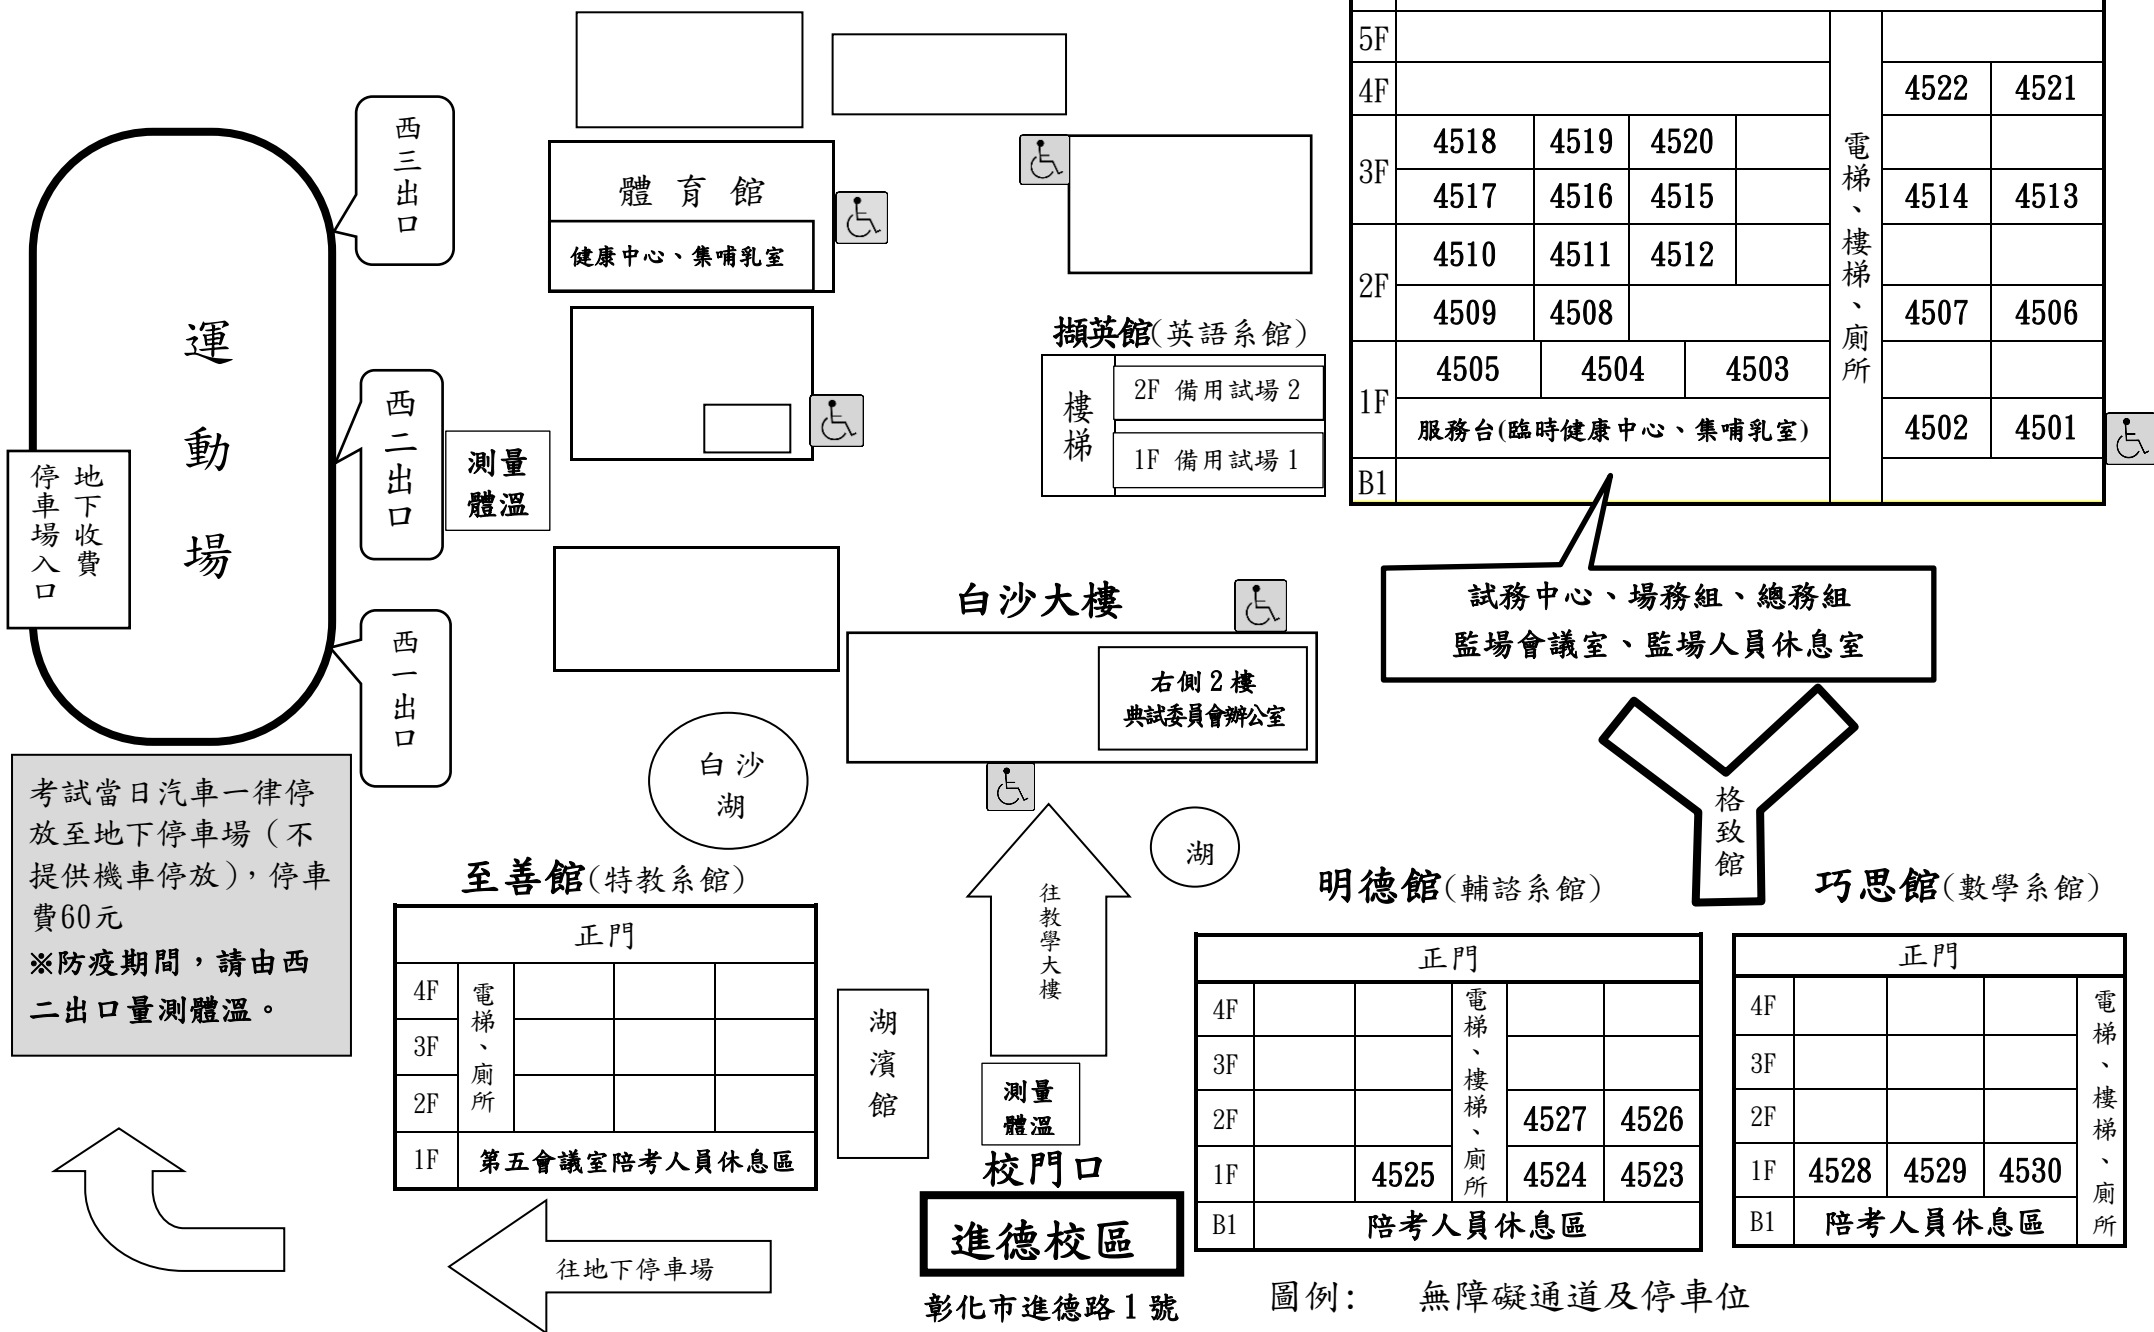 西三出口
體育館
健康中心、集哺乳室
運動場
西二出口
測量
體溫
地下收費
停車場入口
西一出口
考試當日汽車一律停
放至地下停車場（不
提供機車停放），停車
費60元
※防疫期間，請由西
二出口量測體溫。
擷英館(英語系館)
樓梯
2F 備用試場2
1F 備用試場1
5F
4F 4522 4521
3F 4518 4519 4520
4517 4516 4515 4514 4513
2F 4510 4511 4512
4509 4508 4507 4506
1F 4505 4504 4503
服務台(臨時健康中心、集哺乳室) 4502 4501
B1
電梯、樓梯、廁所
試務中心、場務組、總務組
監場會議室、監場人員休息室
白沙大樓
右側2樓
典試委員會辦公室
白沙
湖
湖
格致館
往教學大樓
至善館(特教系館)
正門
4F
3F
2F
電梯、廁所
1F 第五會議室陪考人員休息區
湖濱館
測量
體溫
校門口
進德校區
彰化市進德路1號
往地下停車場
明德館(輔諮系館)
正門
4F
3F
2F 4527 4526
1F 4525 4524 4523
電梯、樓梯、廁所
B1 陪考人員休息區
巧思館(數學系館)
正門
4F
3F
2F
1F 4528 4529 4530
B1 陪考人員休息區
電梯、樓梯、廁所
圖例: 無障礙通道及停車位